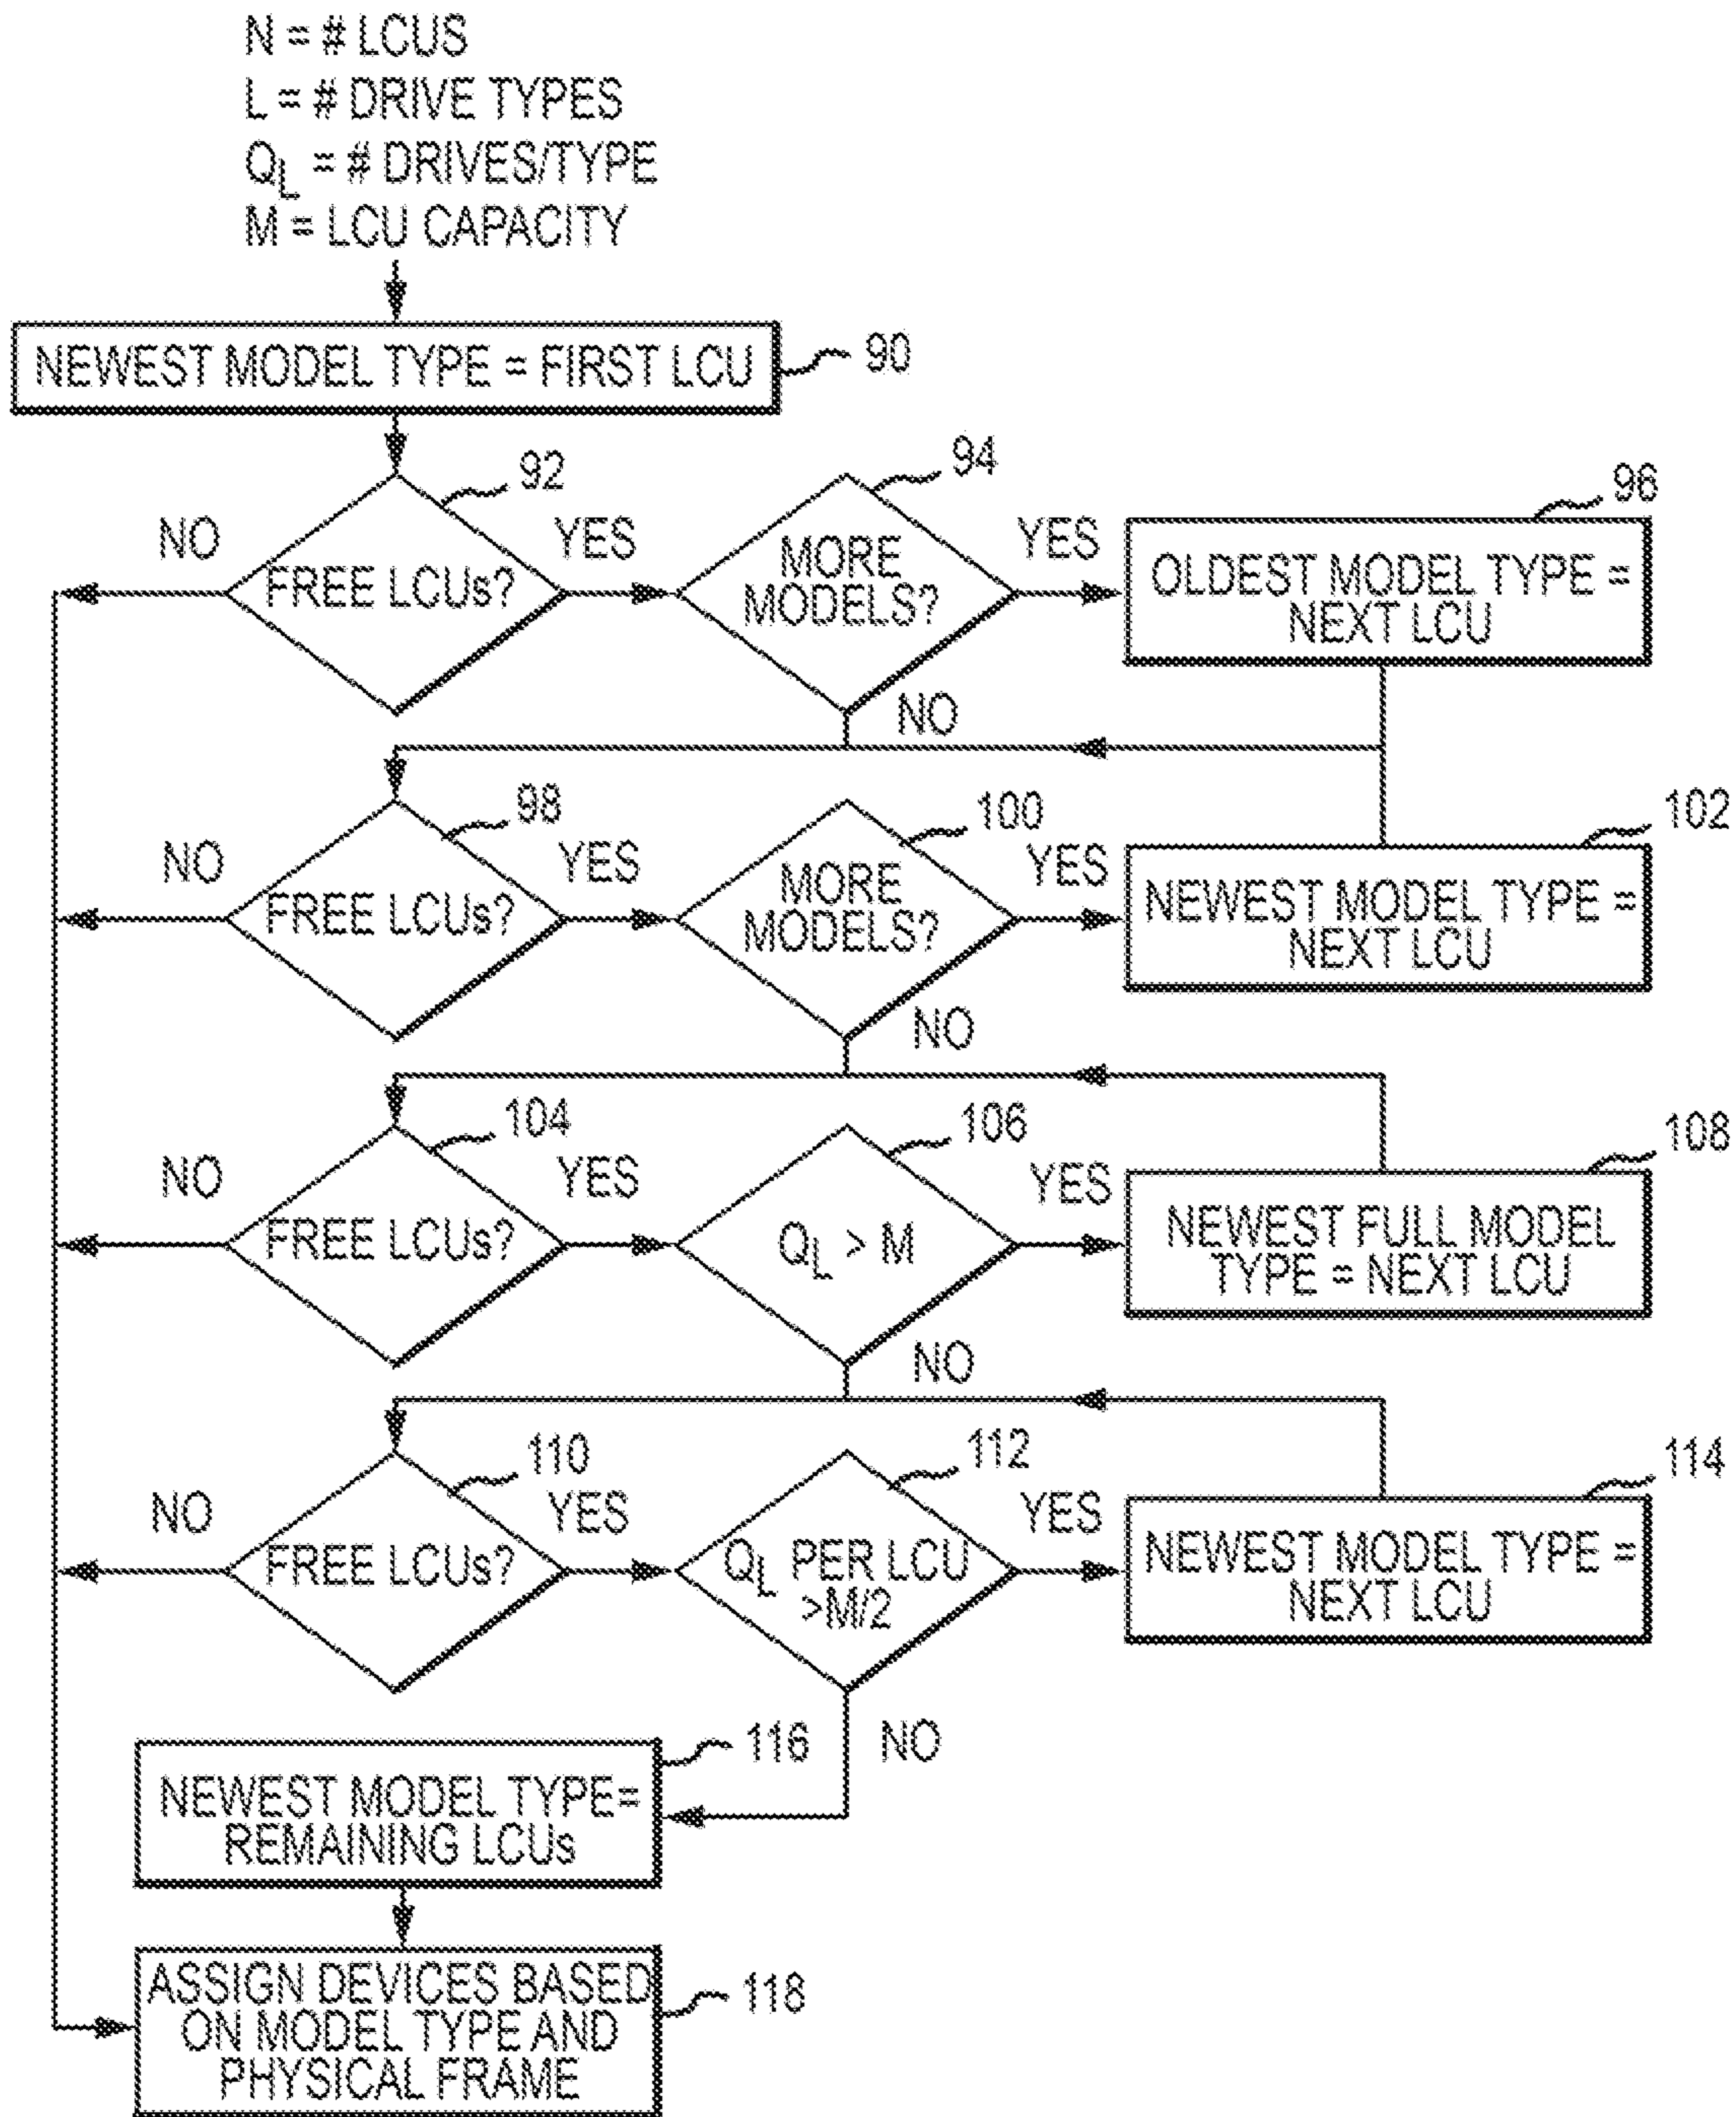 N = # LCUS
L = # DRIVE TYPES
QL = # DRIVES/TYPE
M = LCU CAPACITY
NEWEST MODEL TYPE = FIRST LCU
90
92
94
96
NO
FREE LCUs?
YES
MORE
MODELS?
YES
OLDEST MODEL TYPE =
NEXT LCU
NO
98
100
102
NO
FREE LCUs?
YES
MORE
MODELS?
YES
NEWEST MODEL TYPE =
NEXT LCU
NO
104
106
108
NO
FREE LCUs?
YES
QL > M
YES
NEWEST FULL MODEL
TYPE = NEXT LCU
NO
110
112
114
NO
FREE LCUs?
YES
QL PER LCU
>M/2
YES
NEWEST MODEL TYPE =
NEXT LCU
NO
116
NEWEST MODEL TYPE=
REMAINING LCUs
ASSIGN DEVICES BASED
ON MODEL TYPE AND
PHYSICAL FRAME
118